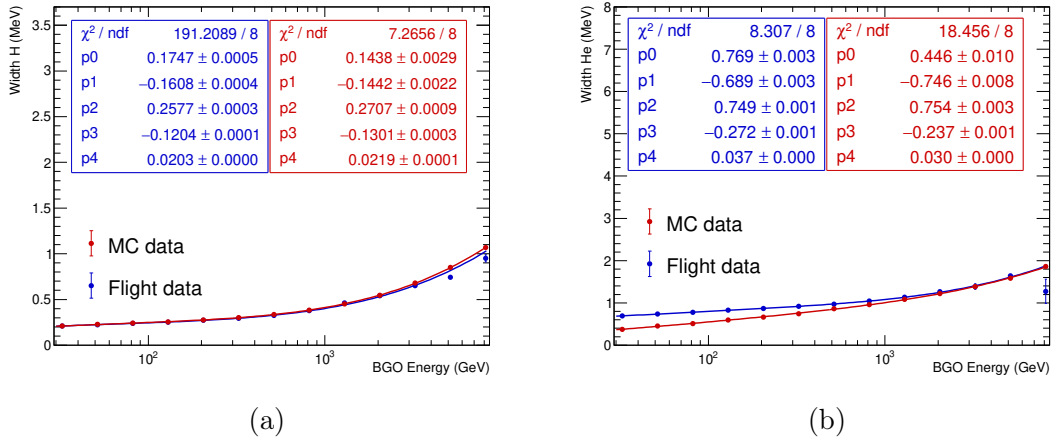 Width H (MeV)
3.5
3
2.5
2
1.5
1
0.5
0
χ² / ndf 191.2089 / 8
p0 0.1747 ± 0.0005
p1 −0.1608 ± 0.0004
p2 0.2577 ± 0.0003
p3 −0.1204 ± 0.0001
p4 0.0203 ± 0.0000
χ² / ndf 7.2656 / 8
p0 0.1438 ± 0.0029
p1 −0.1442 ± 0.0022
p2 0.2707 ± 0.0009
p3 −0.1301 ± 0.0003
p4 0.0219 ± 0.0001
MC data
Flight data
10² 10³
BGO Energy (GeV)
(a)
Width He (MeV)
8
7
6
5
4
3
2
1
0
χ² / ndf 8.307 / 8
p0 0.769 ± 0.003
p1 −0.689 ± 0.003
p2 0.749 ± 0.001
p3 −0.272 ± 0.001
p4 0.037 ± 0.000
χ² / ndf 18.456 / 8
p0 0.446 ± 0.010
p1 −0.746 ± 0.008
p2 0.754 ± 0.003
p3 −0.237 ± 0.001
p4 0.030 ± 0.000
MC data
Flight data
10² 10³
BGO Energy (GeV)
(b)